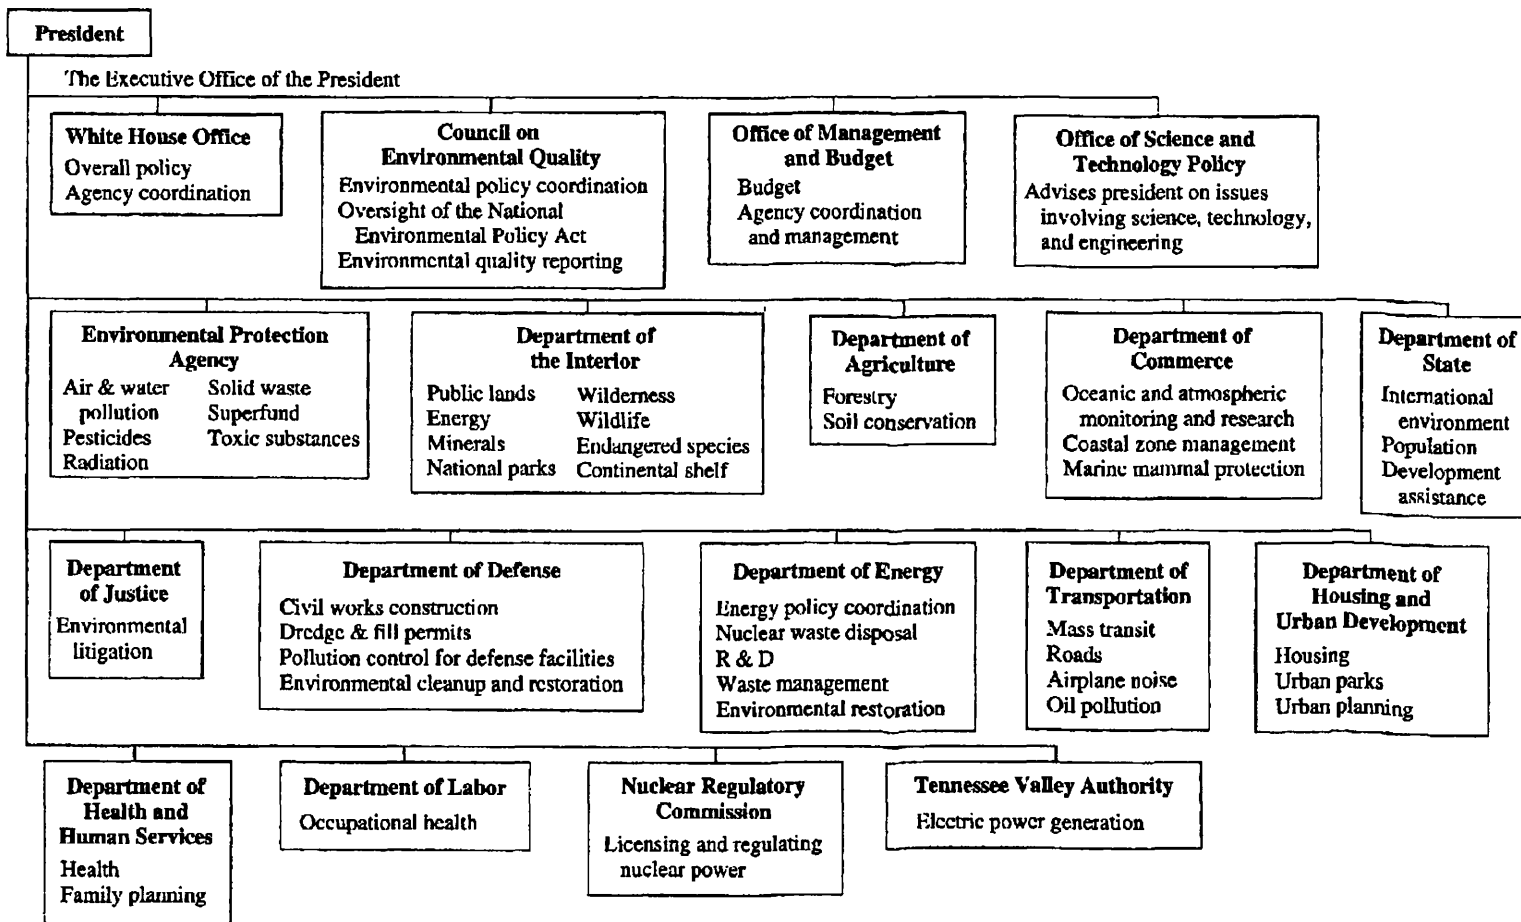 President
The Executive Office of the President
White House Office
Overall policy
Agency coordination
Council on
Environmental Quality
Environmental policy coordination
Oversight of the National
Environmental Policy Act
Environmental quality reporting
Office of Management
and Budget
Budget
Agency coordination
and management
Office of Science and
Technology Policy
Advises president on issues
involving science, technology,
and engineering
Environmental Protection
Agency
Air & water
pollution
Pesticides
Radiation
Solid waste
Superfund
Toxic substances
Department of
the Interior
Public lands
Energy
Minerals
National parks
Wilderness
Wildlife
Endangered species
Continental shelf
Department of
Agriculture
Forestry
Soil conservation
Department of
Commerce
Oceanic and atmospheric
monitoring and research
Coastal zone management
Marine mammal protection
Department of
State
International
environment
Population
Development
assistance
Department
of Justice
Environmental
litigation
Department of Defense
Civil works construction
Dredge & fill permits
Pollution control for defense facilities
Environmental cleanup and restoration
Department of Energy
Energy policy coordination
Nuclear waste disposal
R & D
Waste management
Environmental restoration
Department of
Transportation
Mass transit
Roads
Airplane noise
Oil pollution
Department of
Housing and
Urban Development
Housing
Urban parks
Urban planning
Department of
Health and
Human Services
Health
Family planning
Department of Labor
Occupational health
Nuclear Regulatory
Commission
Licensing and regulating
nuclear power
Tennessee Valley Authority
Electric power generation